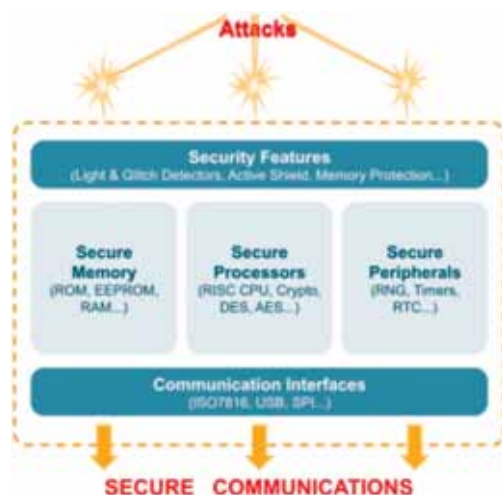 Attacks
Security Features
(Light & Glitch Detectors, Active Shield, Memory Protection...)
Secure
Memory
(ROM, EEPROM,
RAM...)
Secure
Processors
(RISC CPU, Crypto,
DES, AES...)
Secure
Peripherals
(RNG, Timers,
RTC...)
Communication Interfaces
(ISO7816, USB, SPI...)
SECURE COMMUNICATIONS